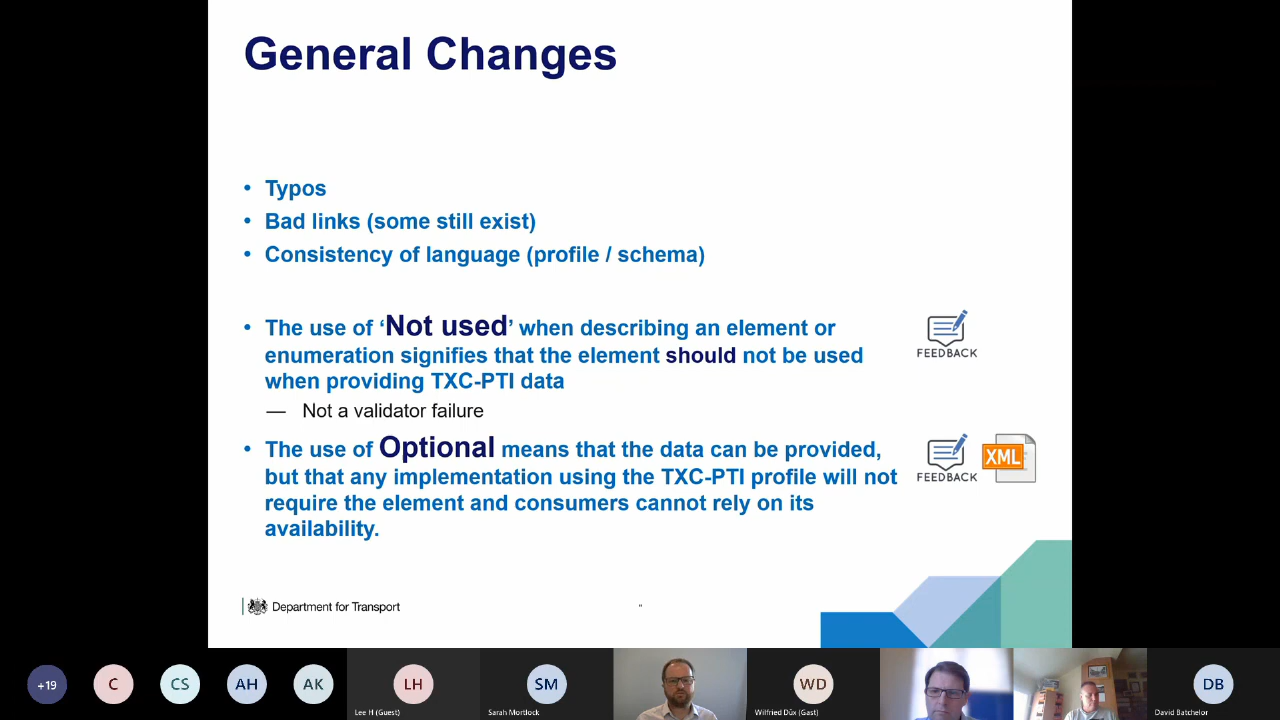 General Changes
• Typos
• Bad links (some still exist)
• Consistency of language (profile / schema)
• The use of ‘Not used’ when describing an element or
enumeration signifies that the element should not be used
when providing TXC-PTI data
— Not a validator failure
FEEDBACK
• The use of Optional means that the data can be provided,
but that any implementation using the TXC-PTI profile will not
require the element and consumers cannot rely on its
availability.
FEEDBACK
XML
Department for Transport
+19
C
CS
AH
AK
LH
Lee H (Guest)
SM
Sarah Mortlock
WD
Wilfried Düx (Gast)
DB
David Batchelor